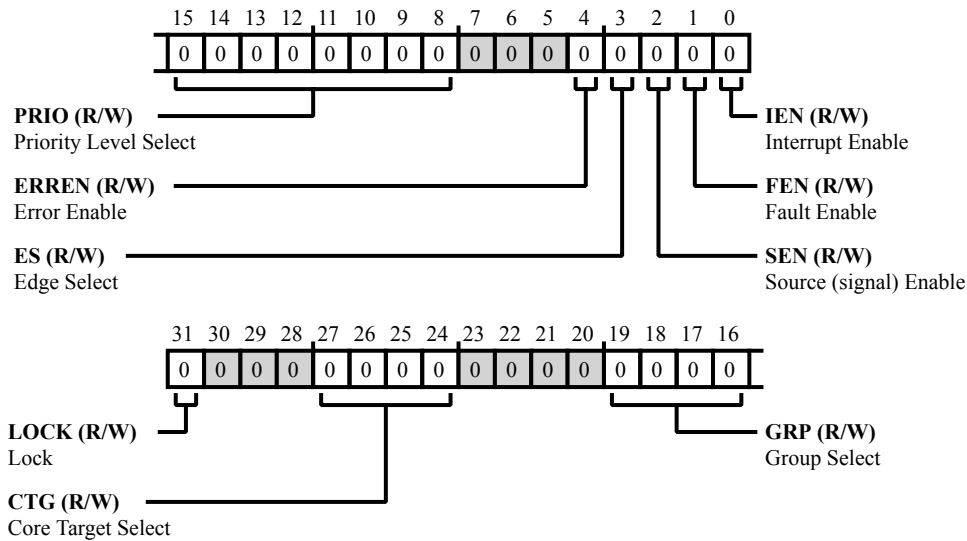 15 14 13 12 11 10 9 8 7 6 5 4 3 2 1 0
0 0 0 0 0 0 0 0 0 0 0 0 0 0 0 0
PRIO (R/W)
Priority Level Select
IEN (R/W)
Interrupt Enable
ERREN (R/W)
Error Enable
FEN (R/W)
Fault Enable
ES (R/W)
Edge Select
SEN (R/W)
Source (signal) Enable
31 30 29 28 27 26 25 24 23 22 21 20 19 18 17 16
0 0 0 0 0 0 0 0 0 0 0 0 0 0 0 0
LOCK (R/W)
Lock
GRP (R/W)
Group Select
CTG (R/W)
Core Target Select